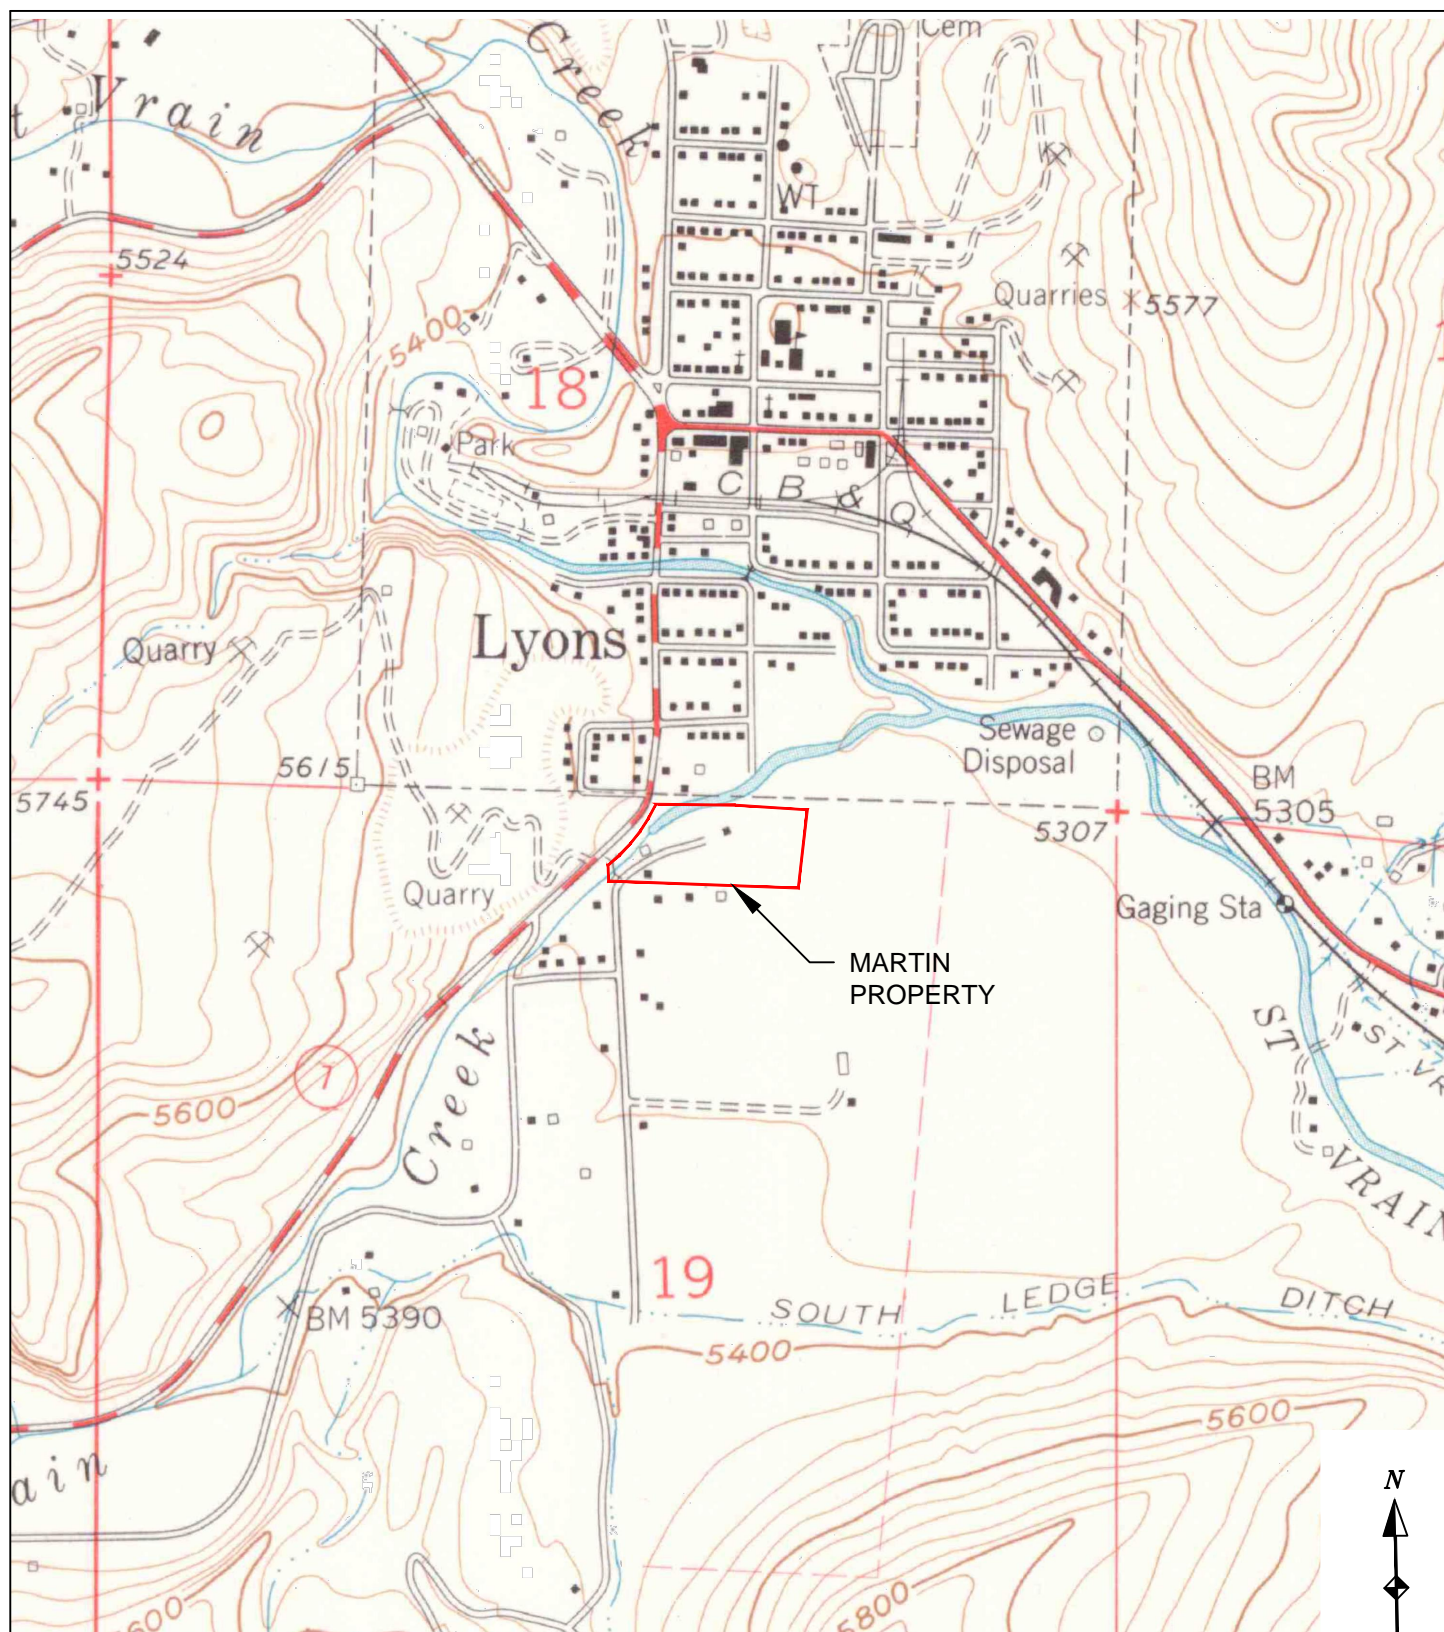 Cem
Creek
t Vrain
WT
5524
Quarries
5577
5400
18
Park
C B & Q
Lyons
Quarry
Sewage
Disposal
5615
BM
5305
5745
5307
Quarry
Gaging Sta
MARTIN
PROPERTY
ST
ST VR
Creek
7
5600
VRAIN
19
SOUTH LEDGE DITCH
BM 5390
5400
5600
ain
N
5800
600